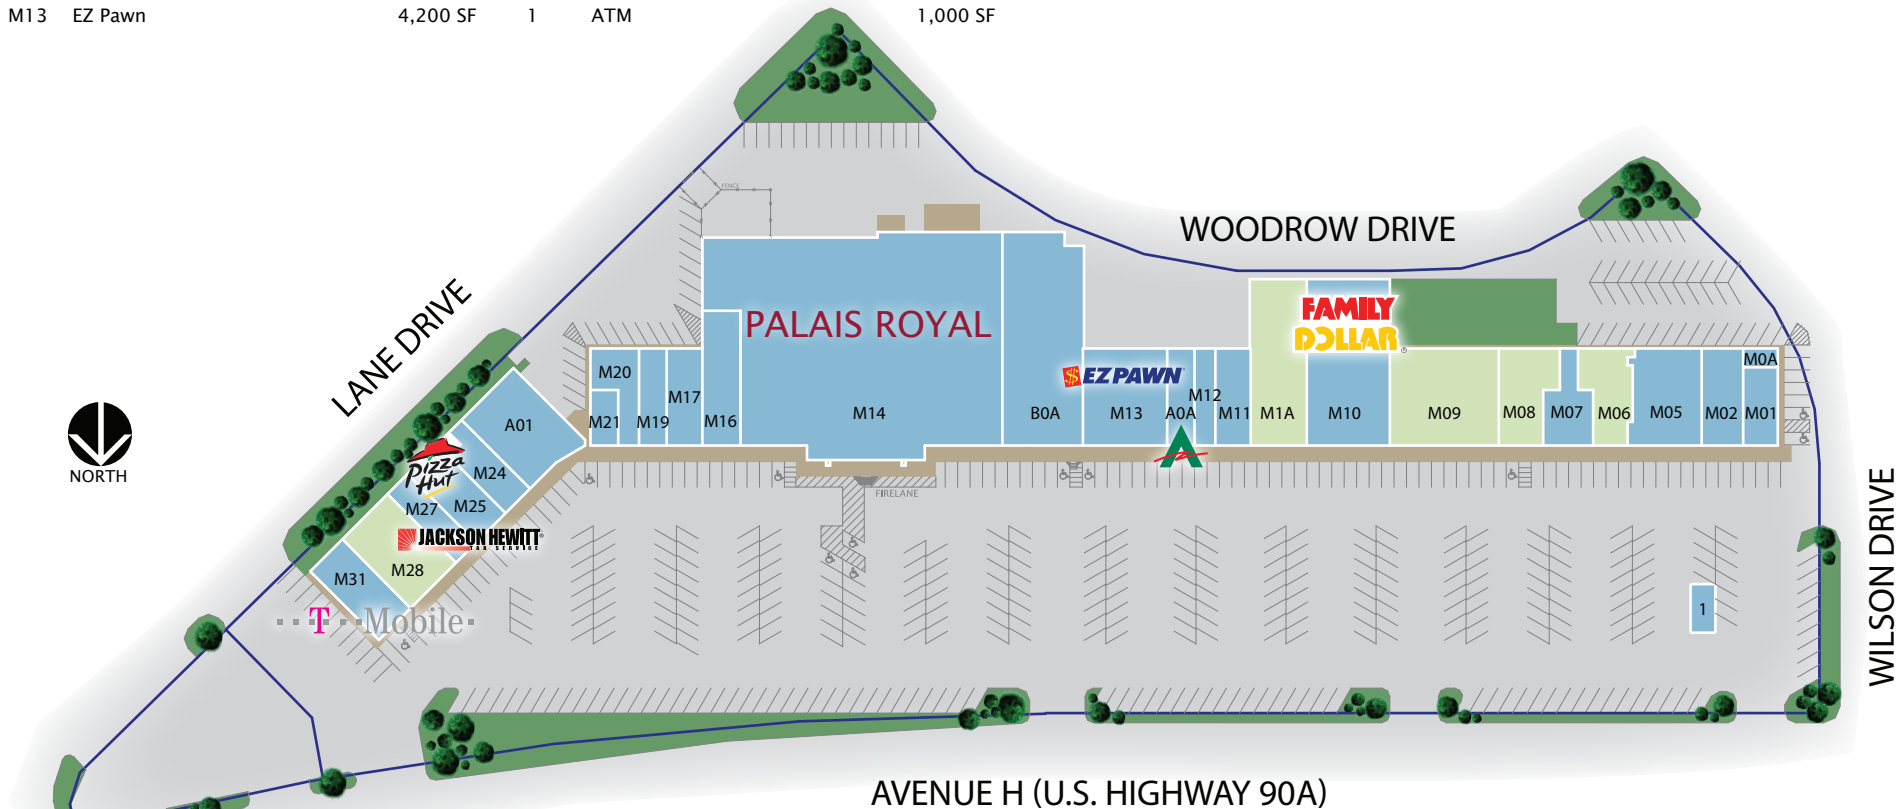 M13 EZ Pawn 4,200 SF 1 ATM 1,000 SF
FENCE
WOODROW DRIVE
LANE DRIVE
PALAIS ROYAL
FAMILY
DOLLAR
®
$ EZPAWN
M20
M21
M19
M17
M16
M14
B0A
M13
A0A
M12
M11
M1A
M10
M09
M08
M07
M06
M05
M02
M0A
M01
A01
Pizza
Hut
M24
M25
M27
JACKSON HEWITT
TAX SERVICE
M28
M31
T Mobile
NORTH
FIRELANE
1
WILSON DRIVE
AVENUE H (U.S. HIGHWAY 90A)